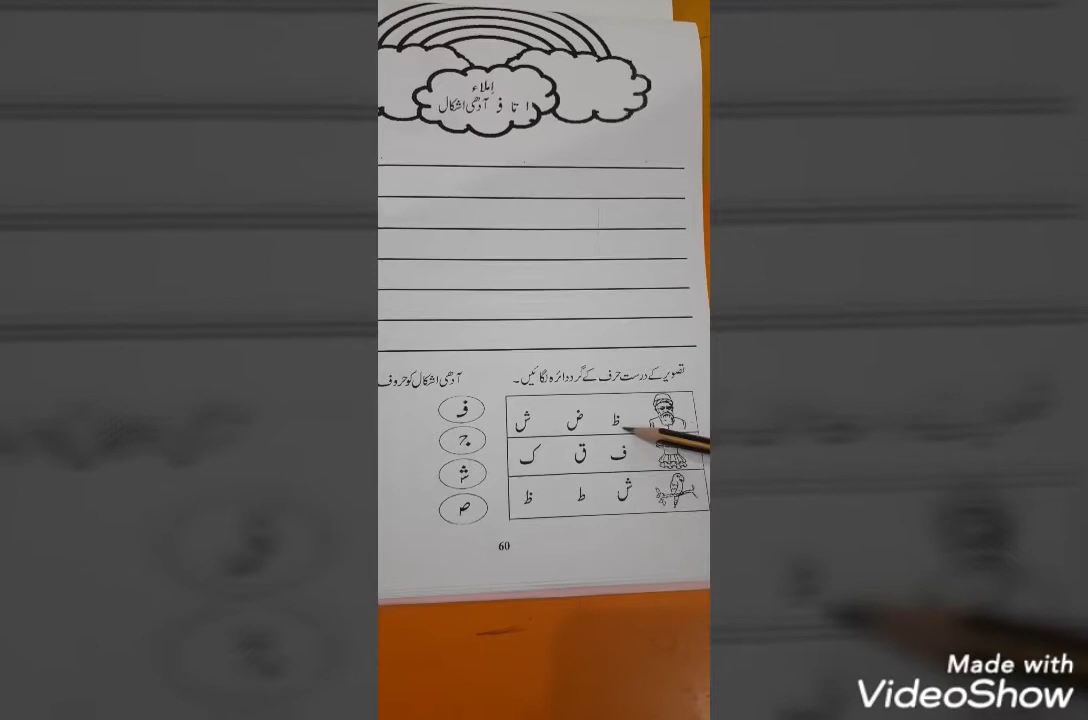 اِملاء
ا تا ف آدھی اشکال
تصویر کے درست حرف کے گرد دائرہ لگائیں۔
ظ ض ش
ف ق ک
ش ط ظ
آدھی اشکال کو حروف
ف
ج
ش
ص
60
Made with
VideoShow